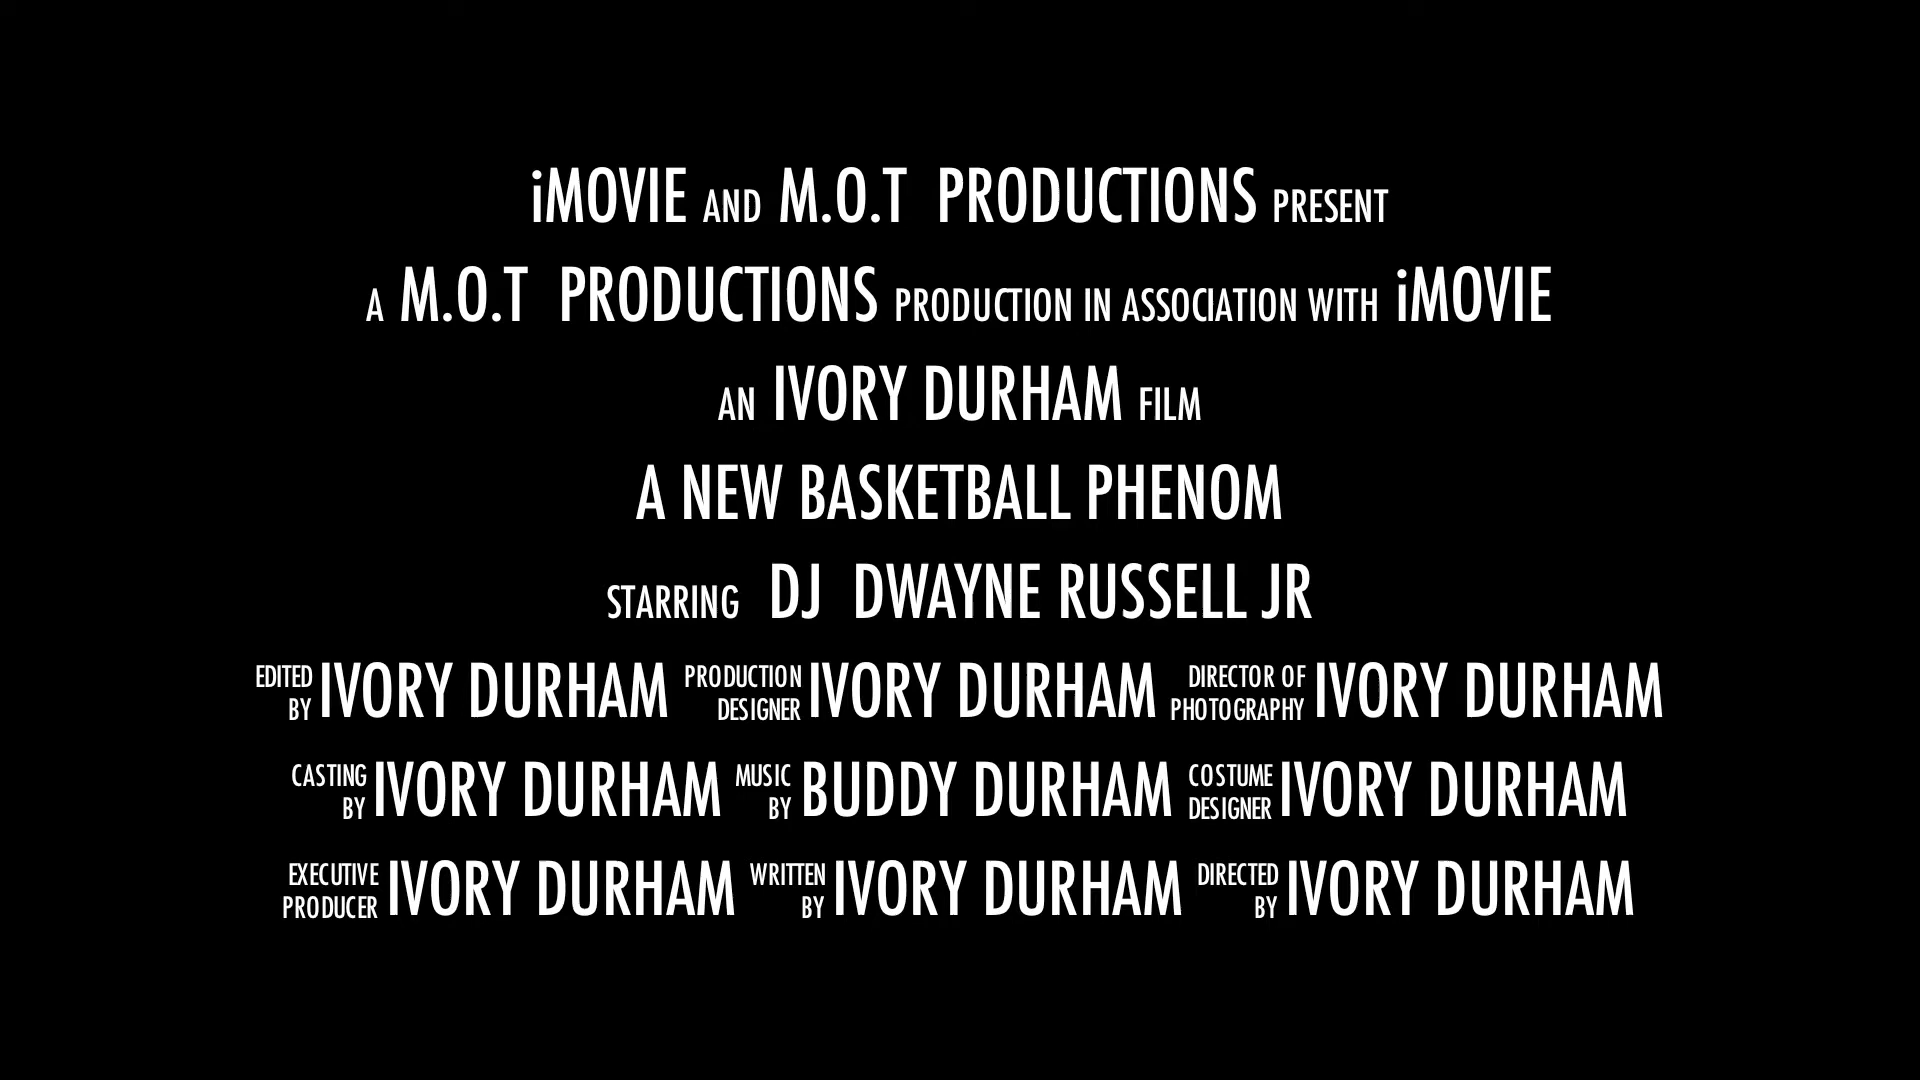 iMOVIE AND M.O.T PRODUCTIONS PRESENT
A M.O.T PRODUCTIONS PRODUCTION IN ASSOCIATION WITH iMOVIE
AN IVORY DURHAM FILM
A NEW BASKETBALL PHENOM
STARRING DJ DWAYNE RUSSELL JR
EDITED BY IVORY DURHAM PRODUCTION DESIGNER IVORY DURHAM DIRECTOR OF PHOTOGRAPHY IVORY DURHAM
CASTING BY IVORY DURHAM MUSIC BY BUDDY DURHAM COSTUME DESIGNER IVORY DURHAM
EXECUTIVE PRODUCER IVORY DURHAM WRITTEN BY IVORY DURHAM DIRECTED BY IVORY DURHAM